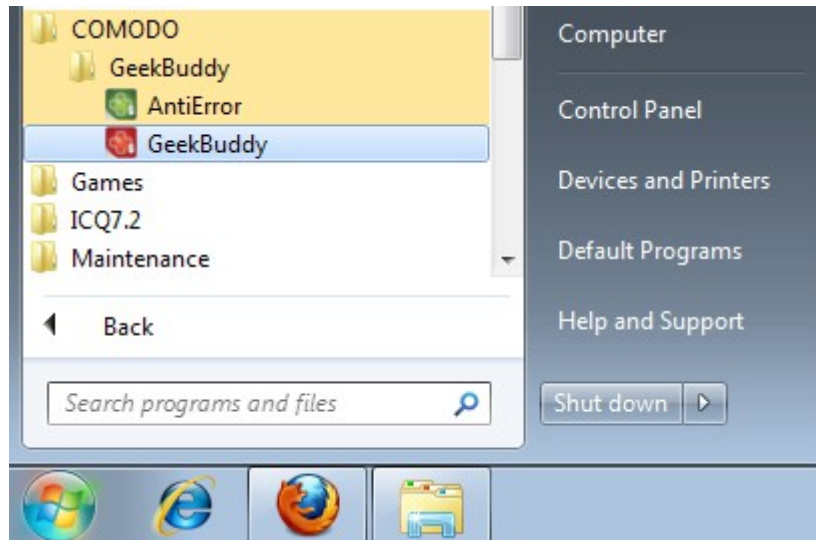 COMODO
GeekBuddy
AntiError
GeekBuddy
Games
ICQ7.2
Maintenance
Back
Search programs and files
Computer
Control Panel
Devices and Printers
Default Programs
Help and Support
Shut down